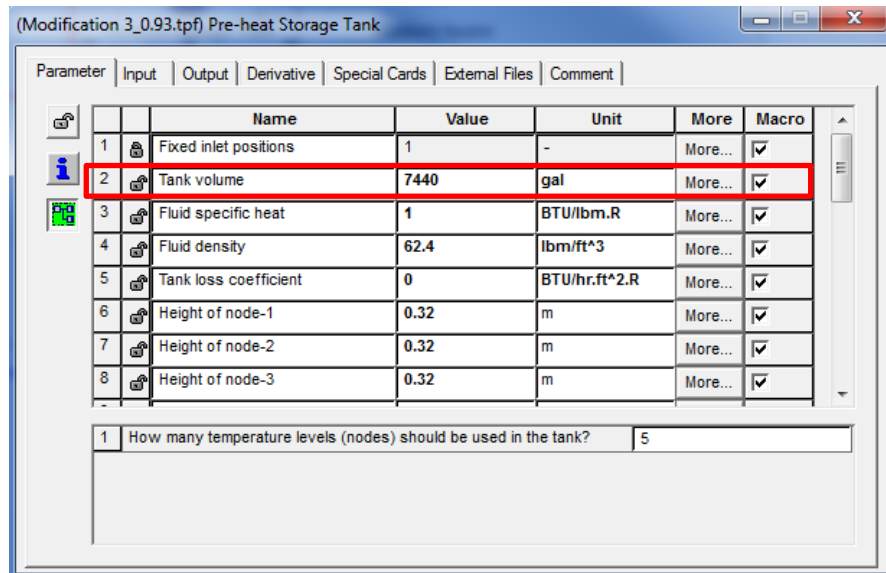 (Modification 3_0.93.tpf) Pre-heat Storage Tank
Parameter Input Output Derivative Special Cards External Files Comment
Name Value Unit More Macro
1 Fixed inlet positions 1 - More...
2 Tank volume 7440 gal More...
3 Fluid specific heat 1 BTU/lbm.R More...
4 Fluid density 62.4 lbm/ft^3 More...
5 Tank loss coefficient 0 BTU/hr.ft^2.R More...
6 Height of node-1 0.32 m More...
7 Height of node-2 0.32 m More...
8 Height of node-3 0.32 m More...
1 How many temperature levels (nodes) should be used in the tank? 5